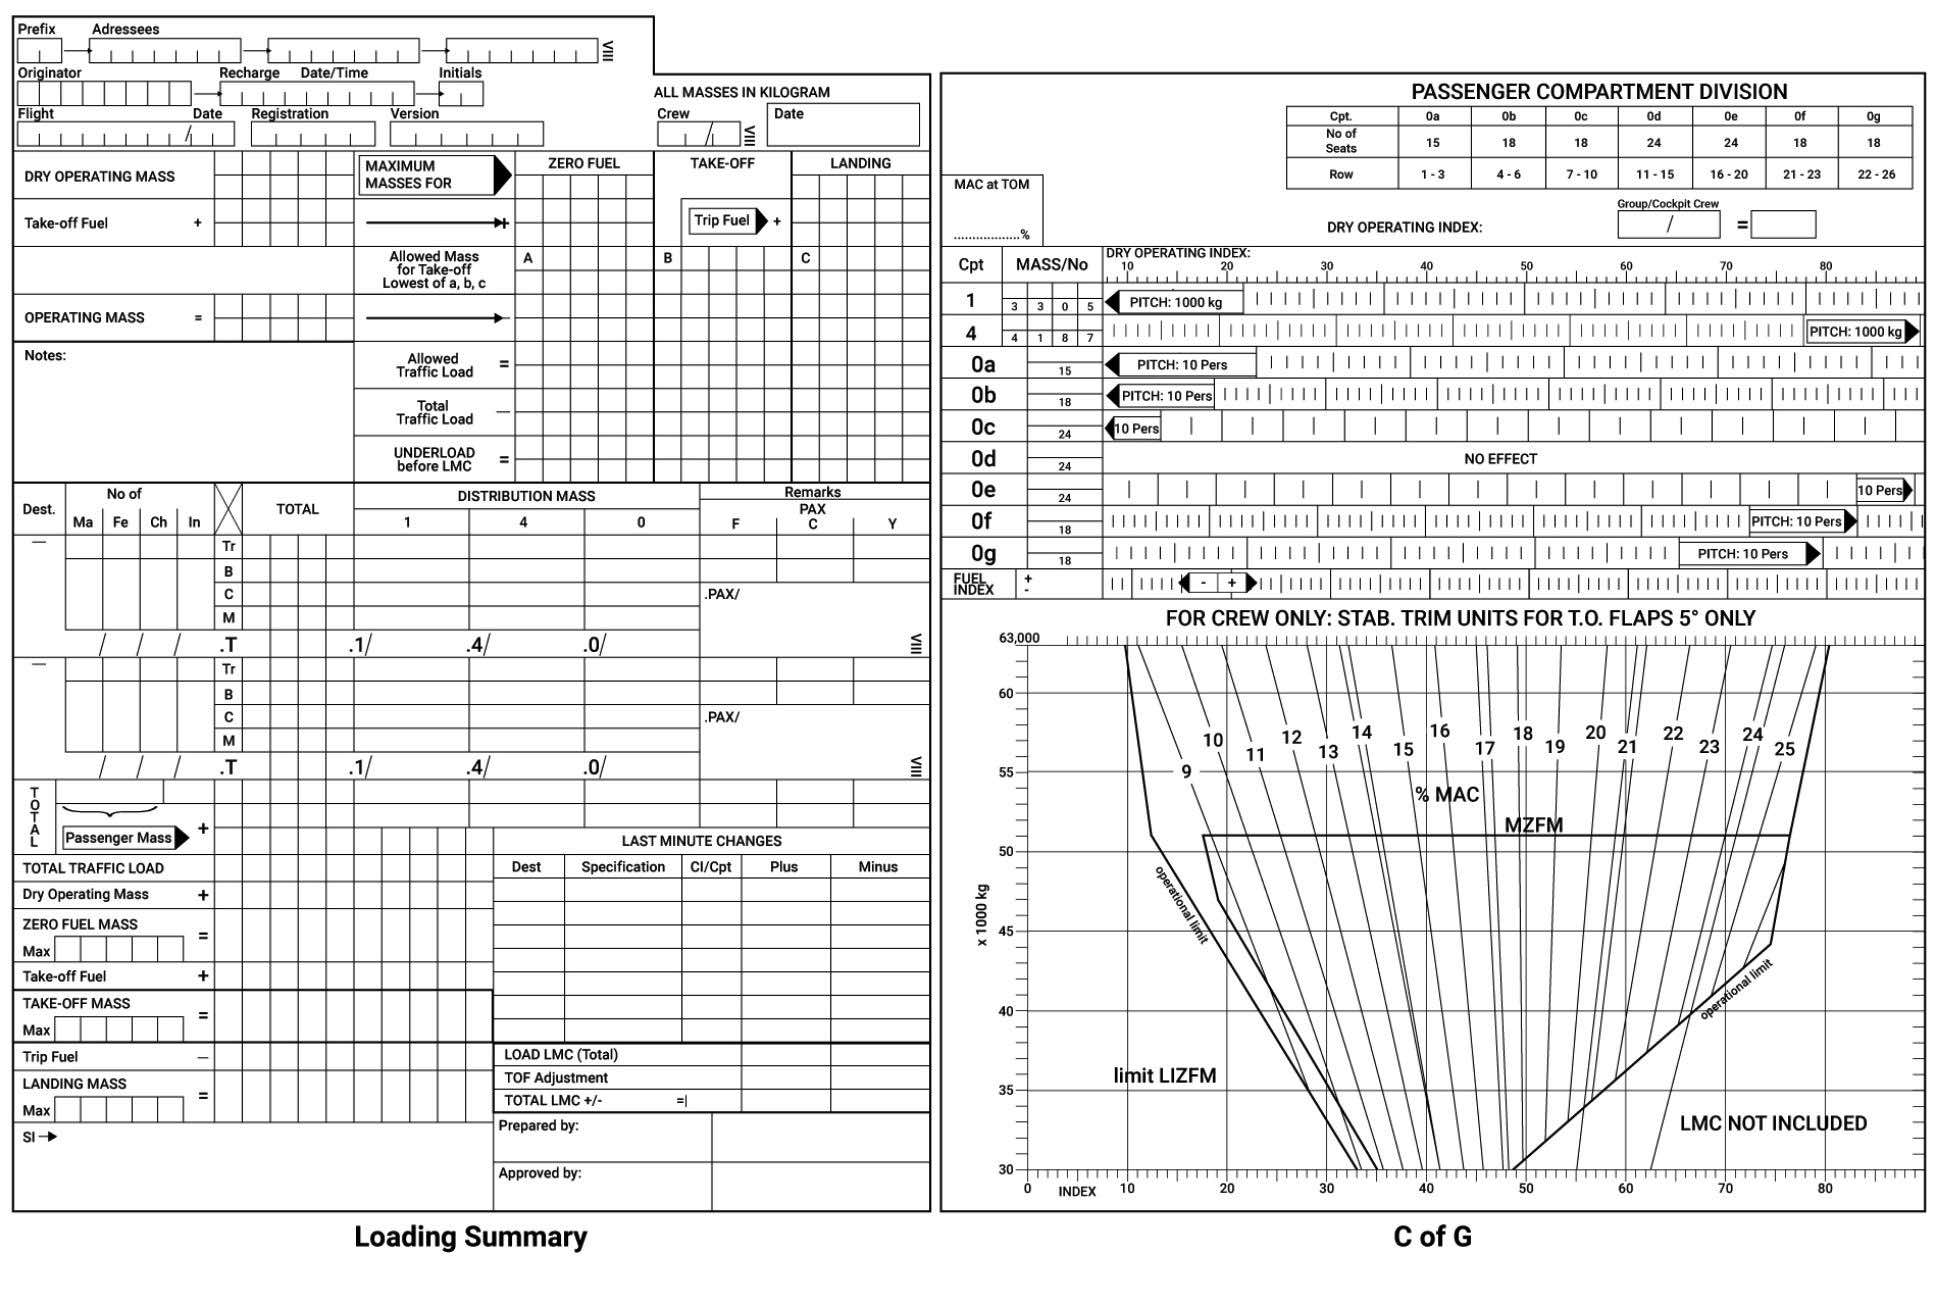 Prefix Adressees
Originator Recharge Date/Time Initials
ALL MASSES IN KILOGRAM
Flight / Date Registration Version Crew / Date
DRY OPERATING MASS MAXIMUM MASSES FOR ZERO FUEL TAKE-OFF LANDING
Take-off Fuel + + Trip Fuel +
Allowed Mass for Take-off Lowest of a, b, c A B C
OPERATING MASS =
Notes:
Allowed Traffic Load =
Total Traffic Load —
UNDERLOAD before LMC =
Dest. No of TOTAL DISTRIBUTION MASS Remarks
PAX
Ma Fe Ch In 1 4 0 F C Y
— Tr
B
C .PAX/
M
/ / / .T .1/ .4/ .0/
— Tr
B
C .PAX/
M
/ / / .T .1/ .4/ .0/
TOTAL
Passenger Mass +
LAST MINUTE CHANGES
TOTAL TRAFFIC LOAD
Dest Specification Cl/Cpt Plus Minus
Dry Operating Mass +
ZERO FUEL MASS
Max =
Take-off Fuel +
TAKE-OFF MASS
Max =
Trip Fuel —
LANDING MASS
Max =
SI
LOAD LMC (Total)
TOF Adjustment
TOTAL LMC +/- =|
Prepared by:
Approved by:
Loading Summary
PASSENGER COMPARTMENT DIVISION
Cpt. 0a 0b 0c 0d 0e 0f 0g
No of Seats 15 18 18 24 24 18 18
Row 1 - 3 4 - 6 7 - 10 11 - 15 16 - 20 21 - 23 22 - 26
MAC at TOM
..................%
Group/Cockpit Crew
DRY OPERATING INDEX: / =
Cpt MASS/No DRY OPERATING INDEX:
10 20 30 40 50 60 70 80
1 3 3 0 5 PITCH: 1000 kg
4 4 1 8 7 PITCH: 1000 kg
0a 15 PITCH: 10 Pers
0b 18 PITCH: 10 Pers
0c 24 10 Pers
0d 24 NO EFFECT
0e 24 10 Pers
0f 18 PITCH: 10 Pers
0g 18 PITCH: 10 Pers
FUEL INDEX + - - +
FOR CREW ONLY: STAB. TRIM UNITS FOR T.O. FLAPS 5° ONLY
63,000
60
55
50
45
40
35
30
x 1000 kg
9 10 11 12 13 14 15 16 17 18 19 20 21 22 23 24 25
% MAC
MZFM
operational limit
operational limit
limit LIZFM
LMC NOT INCLUDED
0 INDEX 10 20 30 40 50 60 70 80
C of G